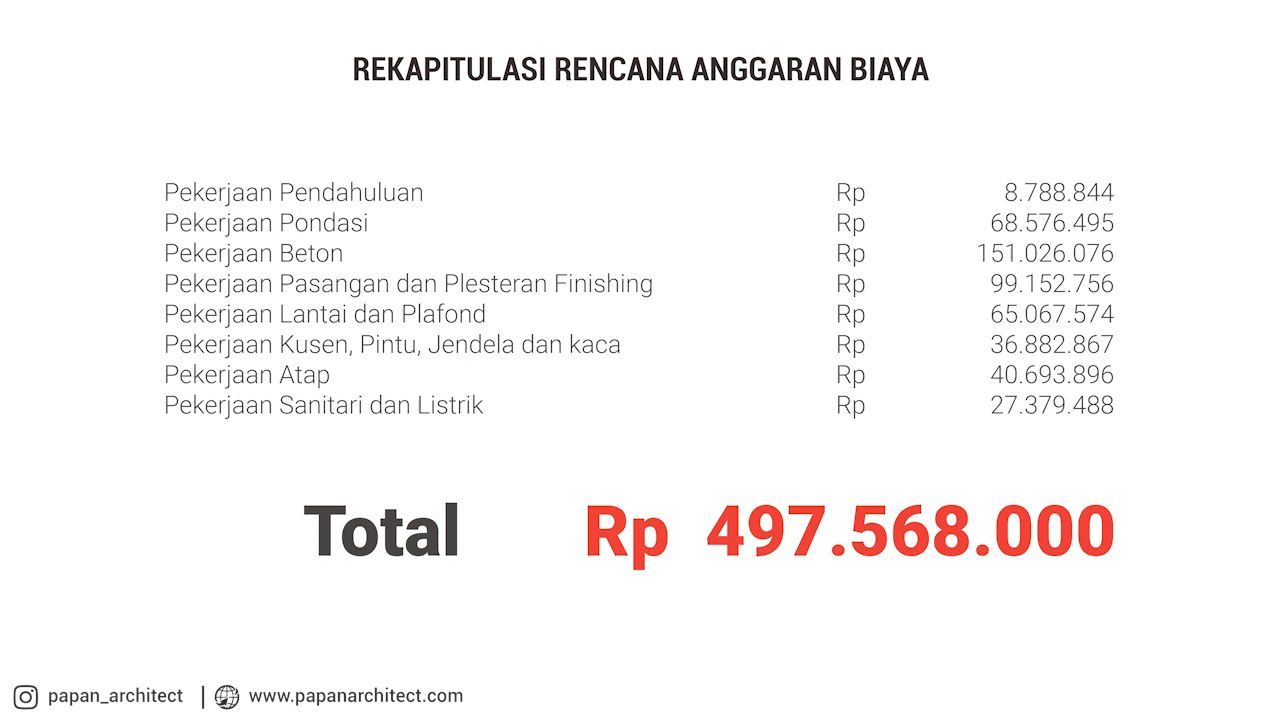 REKAPITULASI RENCANA ANGGARAN BIAYA
Pekerjaan Pendahuluan Rp 8.788.844
Pekerjaan Pondasi Rp 68.576.495
Pekerjaan Beton Rp 151.026.076
Pekerjaan Pasangan dan Plesteran Finishing Rp 99.152.756
Pekerjaan Lantai dan Plafond Rp 65.067.574
Pekerjaan Kusen, Pintu, Jendela dan kaca Rp 36.882.867
Pekerjaan Atap Rp 40.693.896
Pekerjaan Sanitari dan Listrik Rp 27.379.488
Total Rp 497.568.000
papan_architect | www.papanarchitect.com